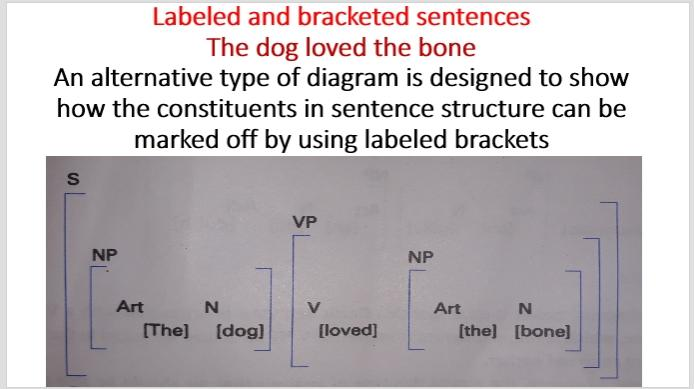 Labeled and bracketed sentences
The dog loved the bone
An alternative type of diagram is designed to show
how the constituents in sentence structure can be
marked off by using labeled brackets
S
VP
NP NP
Art N V Art N
[The] [dog] [loved] [the] [bone]